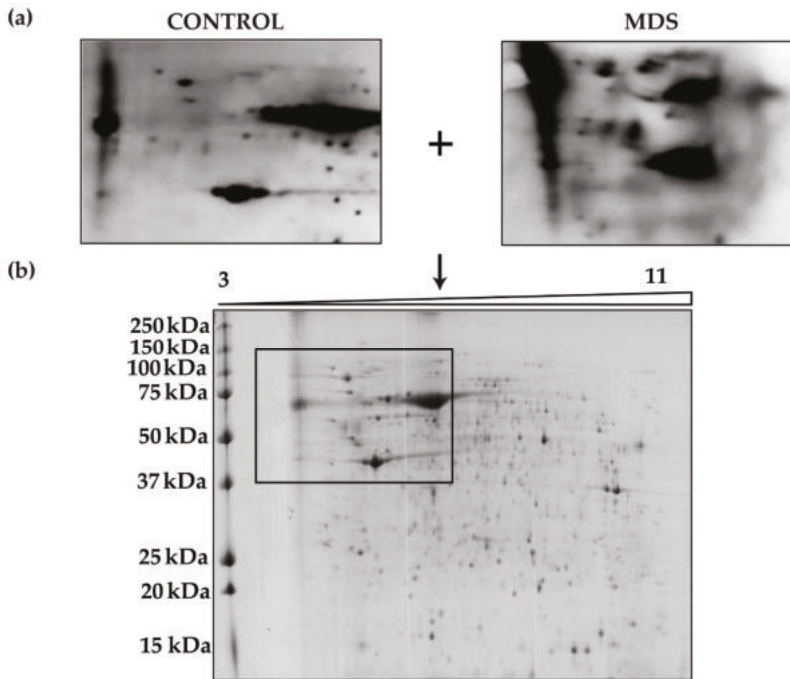 (a)
CONTROL
MDS
+
(b)
3
11
250 kDa
150 kDa
100 kDa
75 kDa
50 kDa
37 kDa
25 kDa
20 kDa
15 kDa